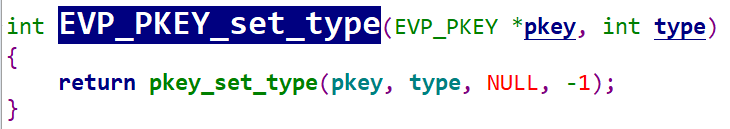 int EVP_PKEY_set_type(EVP_PKEY *pkey, int type)
{
    return pkey_set_type(pkey, type, NULL, -1);
}